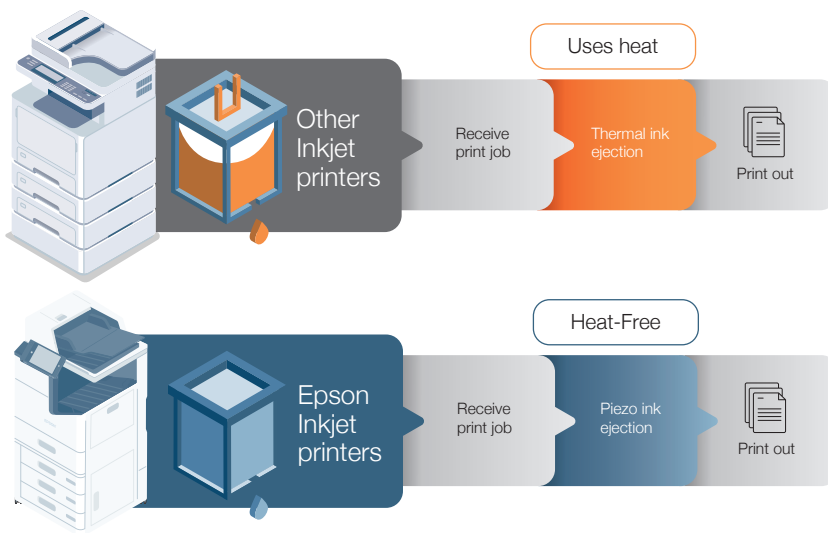 Uses heat
Other
Inkjet
printers
Receive
print job
Thermal ink
ejection
Print out
Heat-Free
Epson
Inkjet
printers
Receive
print job
Piezo ink
ejection
Print out